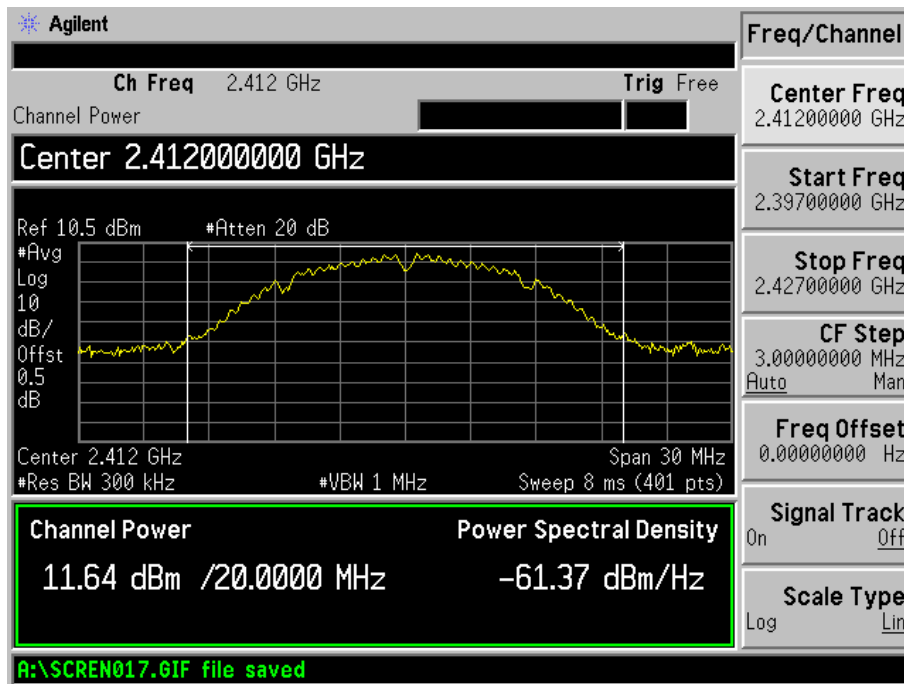 Agilent
Freq/Channel
Ch Freq 2.412 GHz Trig Free
Channel Power
Center 2.412000000 GHz
Ref 10.5 dBm #Atten 20 dB
#Avg
Log
10
dB/
Offst
0.5
dB
Center 2.412 GHz Span 30 MHz
#Res BW 300 kHz #VBW 1 MHz Sweep 8 ms (401 pts)
Channel Power Power Spectral Density
11.64 dBm /20.0000 MHz -61.37 dBm/Hz
A:\SCREN017.GIF file saved
Center Freq
2.41200000 GHz
Start Freq
2.39700000 GHz
Stop Freq
2.42700000 GHz
CF Step
3.00000000 MHz
Auto Man
Freq Offset
0.00000000 Hz
Signal Track
On Off
Scale Type
Log Lin